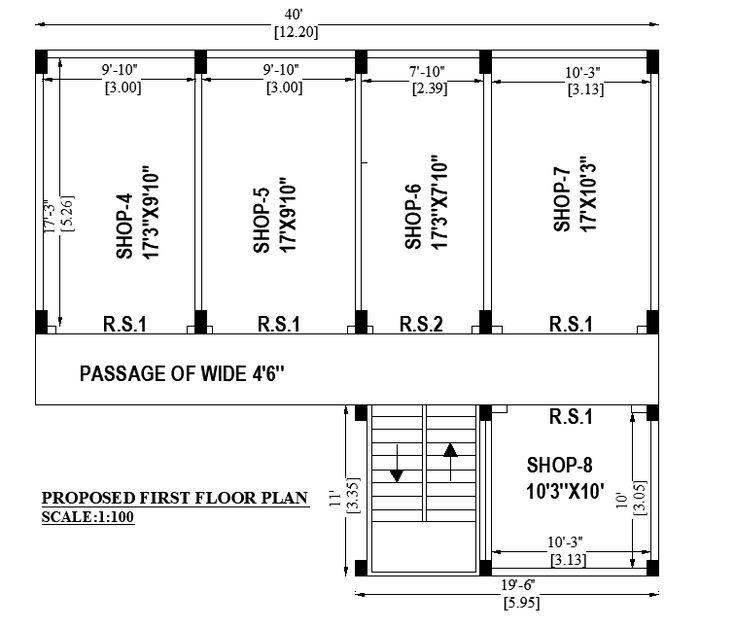 40'
[12.20]
9'-10"
[3.00]
9'-10"
[3.00]
7'-10"
[2.39]
10'-3"
[3.13]
17'-3"
[5.26]
SHOP-4
17'3"X9'10"
SHOP-5
17'X9'10"
SHOP-6
17'3"X7'10"
SHOP-7
17'X10'3"
R.S.1
R.S.1
R.S.2
R.S.1
PASSAGE OF WIDE 4'6"
R.S.1
SHOP-8
10'3"X10'
11'
[3.35]
10'
[3.05]
PROPOSED FIRST FLOOR PLAN
SCALE:1:100
10'-3"
[3.13]
19'-6"
[5.95]